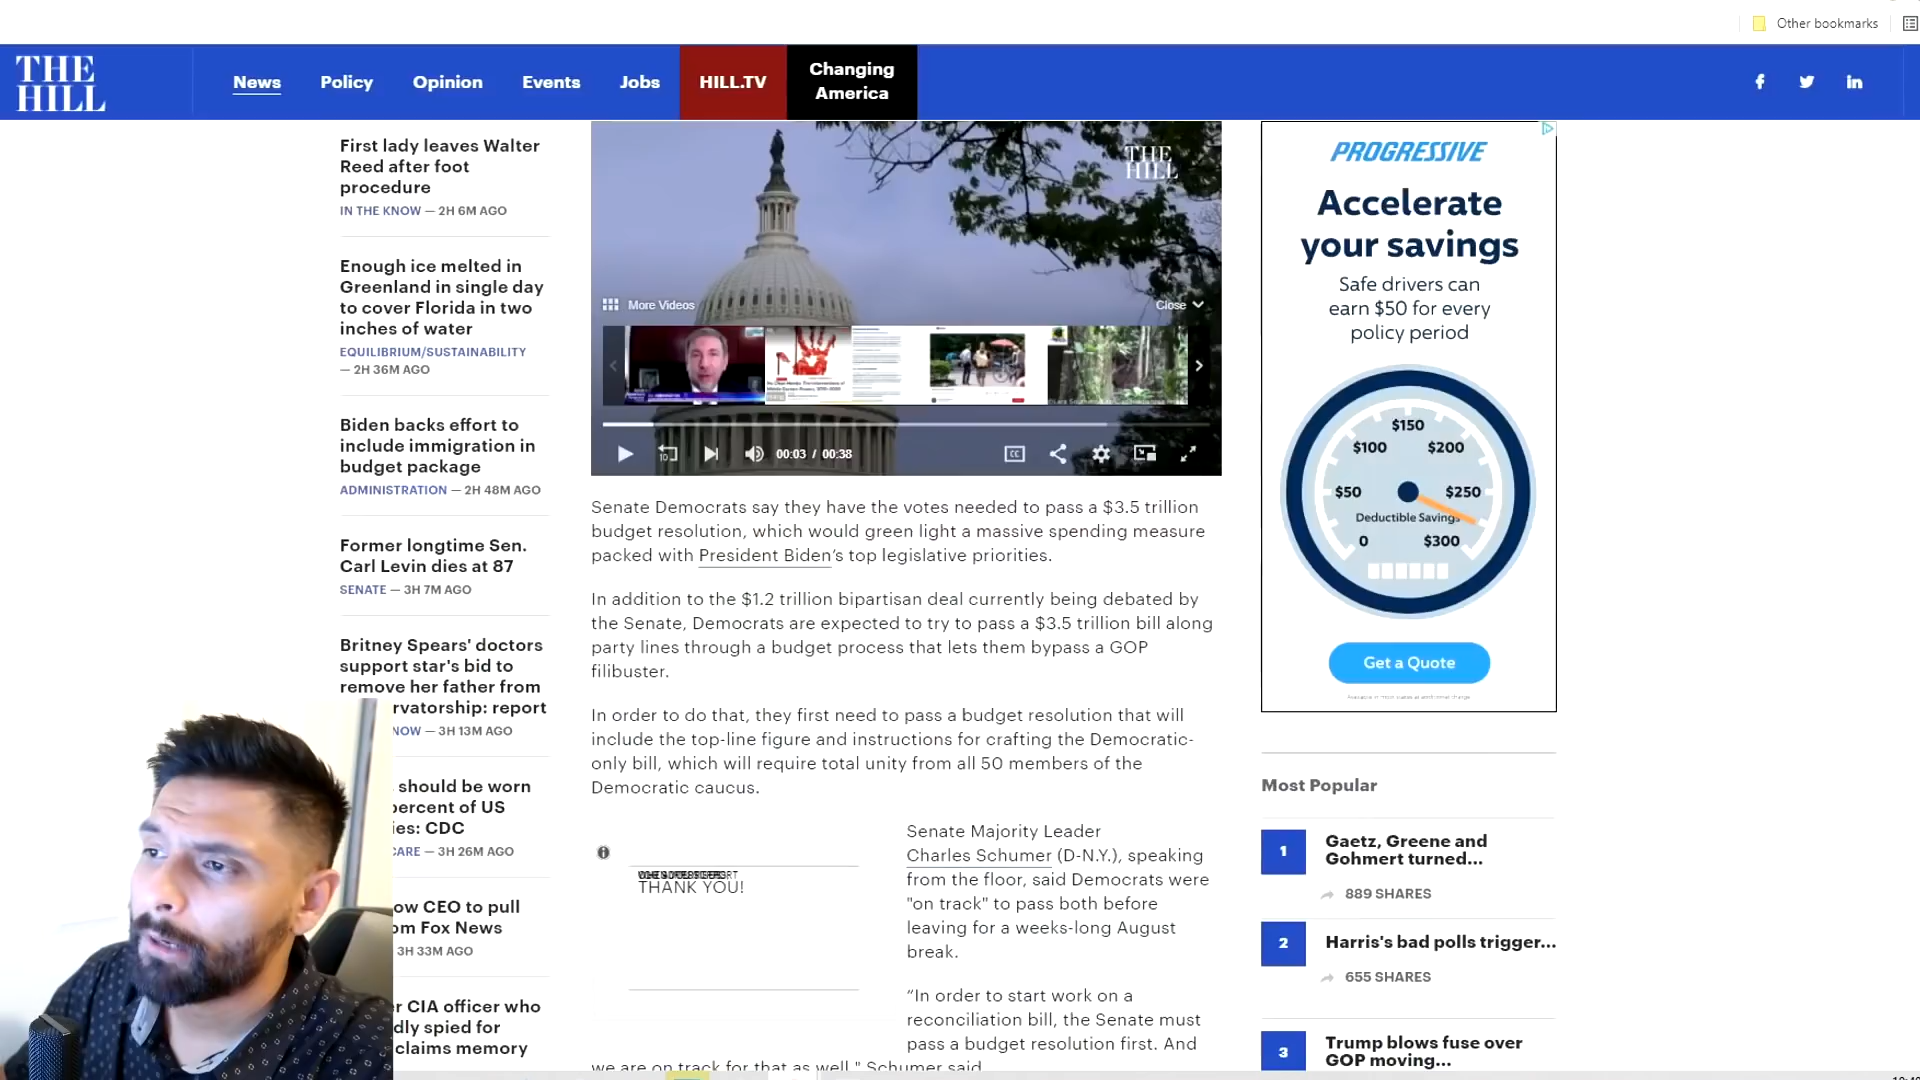 Other bookmarks
THE
HILL
News
Policy
Opinion
Events
Jobs
HILL.TV
Changing
America
First lady leaves Walter
Reed after foot
procedure
IN THE KNOW — 2H 6M AGO
Enough ice melted in
Greenland in single day
to cover Florida in two
inches of water
EQUILIBRIUM/SUSTAINABILITY
— 2H 36M AGO
Biden backs effort to
include immigration in
budget package
ADMINISTRATION — 2H 48M AGO
Former longtime Sen.
Carl Levin dies at 87
SENATE — 3H 7M AGO
Britney Spears' doctors
support star's bid to
remove her father from
rvatorship: report
NOW — 3H 13M AGO
should be worn
percent of US
ies: CDC
CARE — 3H 26M AGO
ow CEO to pull
om Fox News
3H 33M AGO
r CIA officer who
dly spied for
claims memory
THE
HILL
More Videos
Close
10
00:03 / 00:38
CC
Senate Democrats say they have the votes needed to pass a $3.5 trillion
budget resolution, which would green light a massive spending measure
packed with President Biden’s top legislative priorities.
In addition to the $1.2 trillion bipartisan deal currently being debated by
the Senate, Democrats are expected to try to pass a $3.5 trillion bill along
party lines through a budget process that lets them bypass a GOP
filibuster.
In order to do that, they first need to pass a budget resolution that will
include the top-line figure and instructions for crafting the Democratic-
only bill, which will require total unity from all 50 members of the
Democratic caucus.
THANK YOU!
Senate Majority Leader
Charles Schumer (D-N.Y.), speaking
from the floor, said Democrats were
"on track" to pass both before
leaving for a weeks-long August
break.
“In order to start work on a
reconciliation bill, the Senate must
pass a budget resolution first. And
we are on track for that as well," Schumer said
PROGRESSIVE
Accelerate
your savings
Safe drivers can
earn $50 for every
policy period
$150
$100 $200
$50 $250
Deductible Savings
0 $300
Get a Quote
Most Popular
1
Gaetz, Greene and
Gohmert turned...
889 SHARES
2
Harris's bad polls trigger...
655 SHARES
3
Trump blows fuse over
GOP moving...